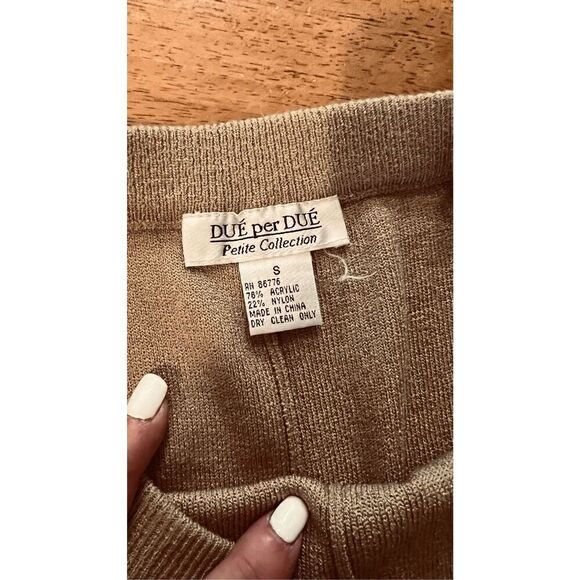 DUÉ per DUÉ
Petite Collection
S
RN 86776
78% ACRYLIC
22% NYLON
MADE IN CHINA
DRY CLEAN ONLY